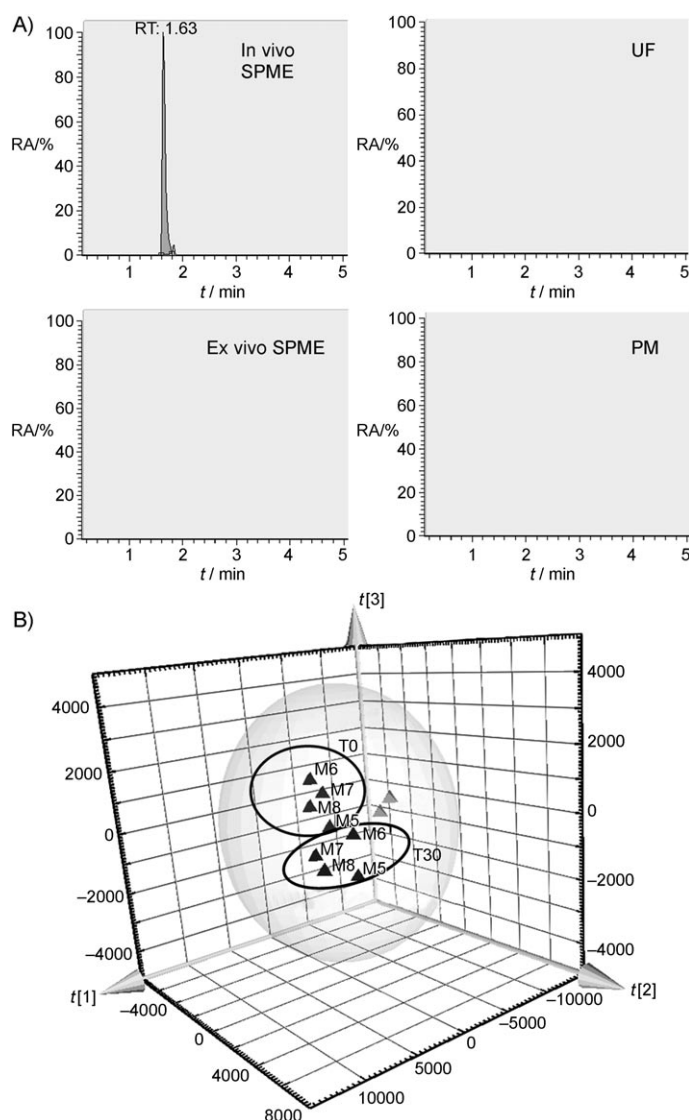 A)
RT: 1.63
In vivo
SPME
100
80
60
40
20
0
RA/%
1 2 3 4 5
t / min
UF
100
80
60
40
20
0
RA/%
1 2 3 4 5
t / min
Ex vivo SPME
100
80
60
40
20
0
RA/%
1 2 3 4 5
t / min
PM
100
80
60
40
20
0
RA/%
1 2 3 4 5
t / min
B)
t[3]
4000
2000
0
−2000
−4000
4000
2000
0
−2000
−4000
T0
M6
M7
M8
M5
M6
M7
M8
M5
T30
t[1]
t[2]
−4000
0
4000
8000
−10000
−5000
0
5000
10000